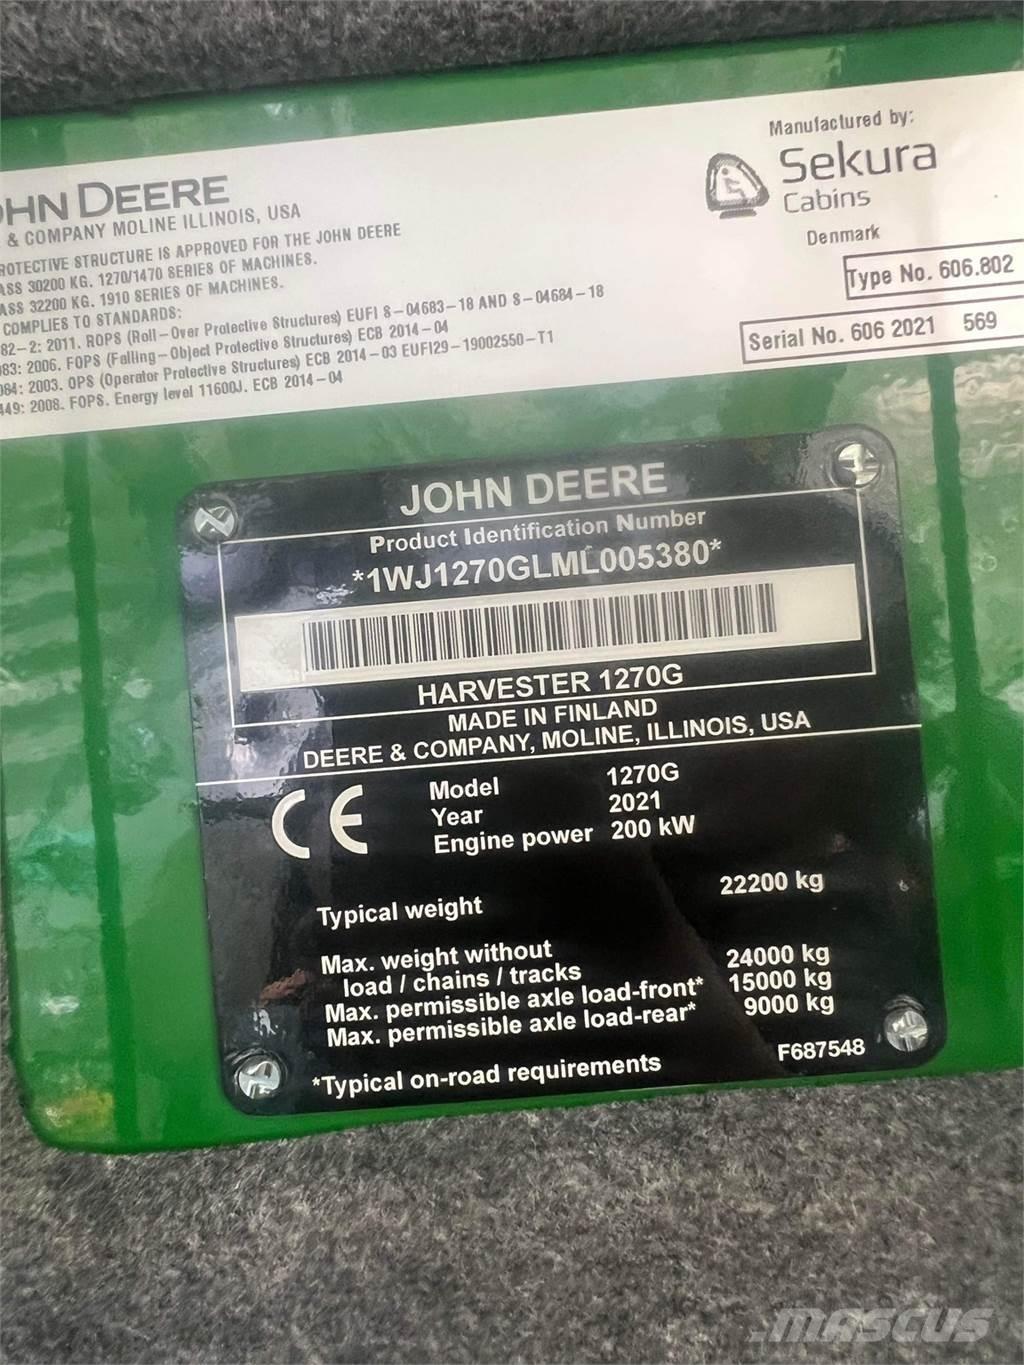 OHN DEERE
& COMPANY MOLINE ILLINOIS, USA
ROTECTIVE STRUCTURE IS APPROVED FOR THE JOHN DEERE
ASS 30200 KG. 1270/1470 SERIES OF MACHINES.
ASS 32200 KG. 1910 SERIES OF MACHINES.
COMPLIES TO STANDARDS:
82-2: 2011. ROPS (Roll-Over Protective Structures) EUFI S-04683-18 AND S-04684-18
083: 2006. FOPS (Falling-Object Protective Structures) ECB 2014-04
084: 2003. OPS (Operator Protective Structures) ECB 2014-03 EUFI29-19002550-T1
449: 2008. FOPS. Energy level 11600J. ECB 2014-04
Manufactured by:
Sekura
Cabins
Denmark
Type No. 606.802
Serial No. 606 2021 569
JOHN DEERE
Product Identification Number
*1WJ1270GLML005380*
HARVESTER 1270G
MADE IN FINLAND
DEERE & COMPANY, MOLINE, ILLINOIS, USA
CE
Model 1270G
Year 2021
Engine power 200 kW
Typical weight 22200 kg
Max. weight without
load / chains / tracks 24000 kg
Max. permissible axle load-front* 15000 kg
Max. permissible axle load-rear* 9000 kg
*Typical on-road requirements F687548
MASCUS